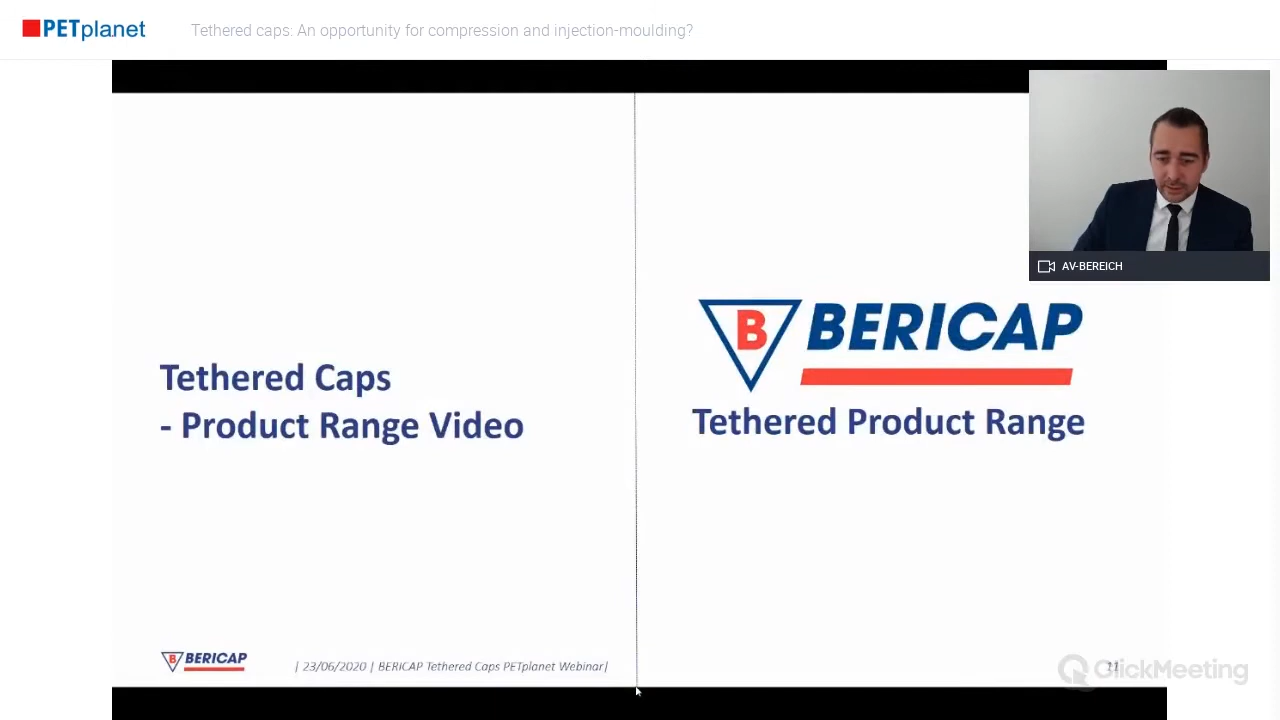 PETplanet
Tethered caps: An opportunity for compression and injection-moulding?
AV-BEREICH
B BERICAP
Tethered Product Range
Tethered Caps
- Product Range Video
B BERICAP
| 23/06/2020 | BERICAP Tethered Caps PETplanet Webinar|
11
ClickMeeting